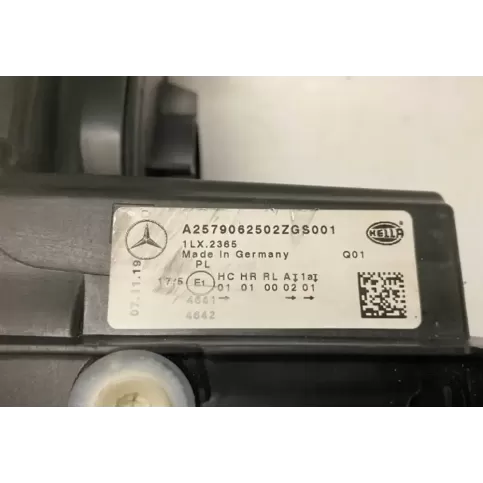 A2579062502ZGS001
1LX.2365
Made in Germany Q01
PL
HELLA
07.11.19
17.5 E1 HC HR RL
01 01 00 02 01
4641
4642